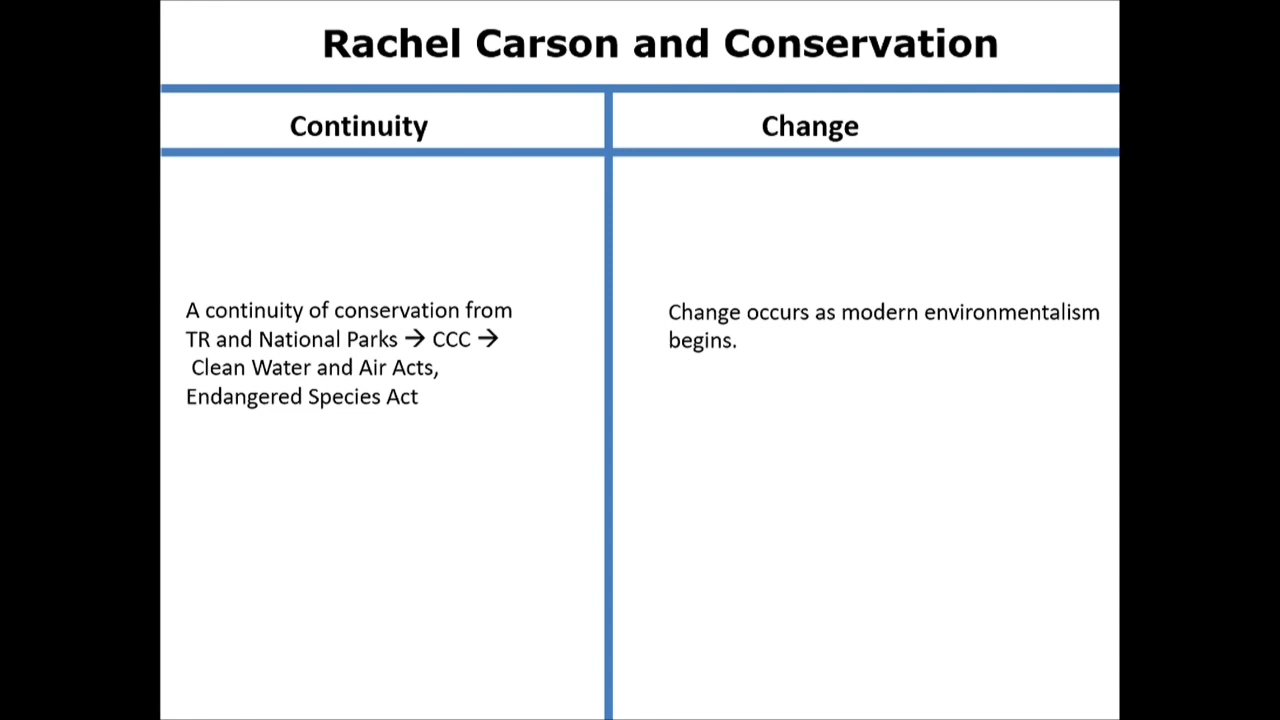 Rachel Carson and Conservation
Continuity
Change
A continuity of conservation from
TR and National Parks → CCC →
Clean Water and Air Acts,
Endangered Species Act
Change occurs as modern environmentalism
begins.